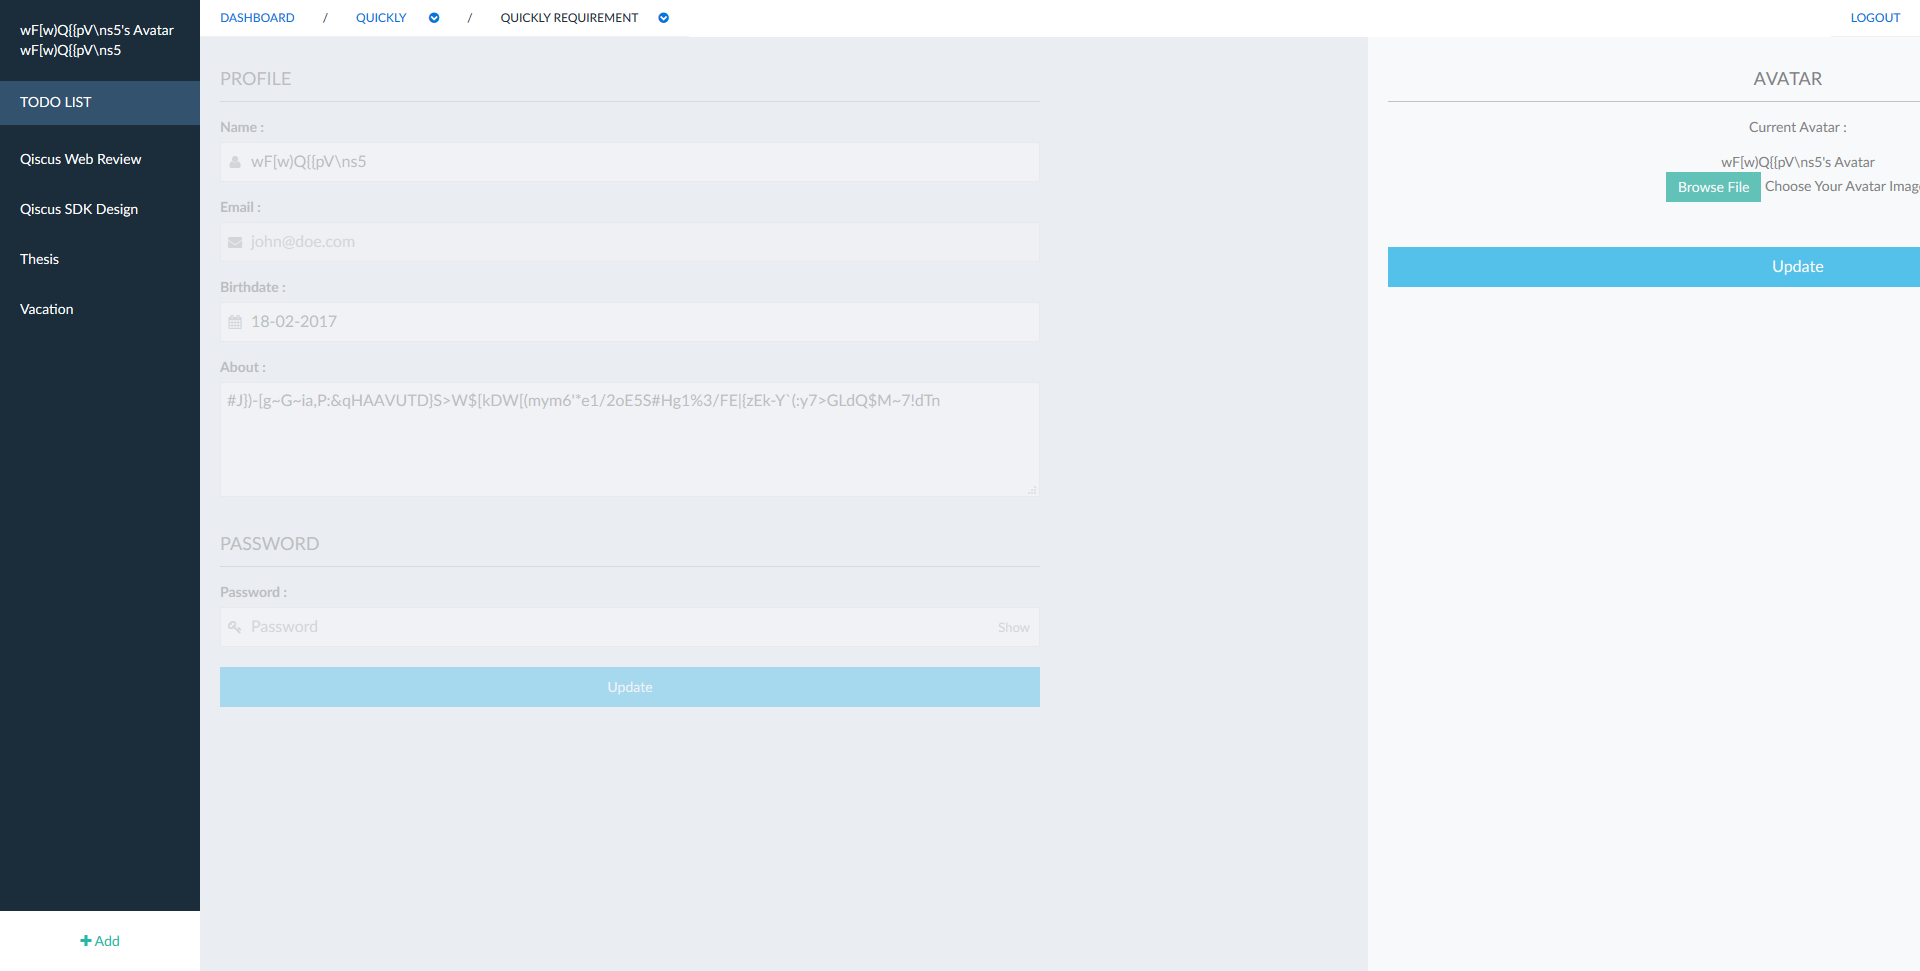 wF[w)Q{{pV\ns5's Avatar
wF[w)Q{{pV\ns5
TODO LIST
Qiscus Web Review
Qiscus SDK Design
Thesis
Vacation
Add
DASHBOARD / QUICKLY / QUICKLY REQUIREMENT
LOGOUT
PROFILE
Name :
wF[w)Q{{pV\ns5
Email :
john@doe.com
Birthdate :
18-02-2017
About :
#J})-[g~G~ia,P:&qHAAVUTD}S>W$[kDW[(mym6'*e1/2oE5S#Hg1%3/FE|{zEk-Y`(:y7>GLdQ$M~7!dTn
PASSWORD
Password :
Password
Show
Update
AVATAR
Current Avatar :
wF[w)Q{{pV\ns5's Avatar
Browse File Choose Your Avatar Imag
Update